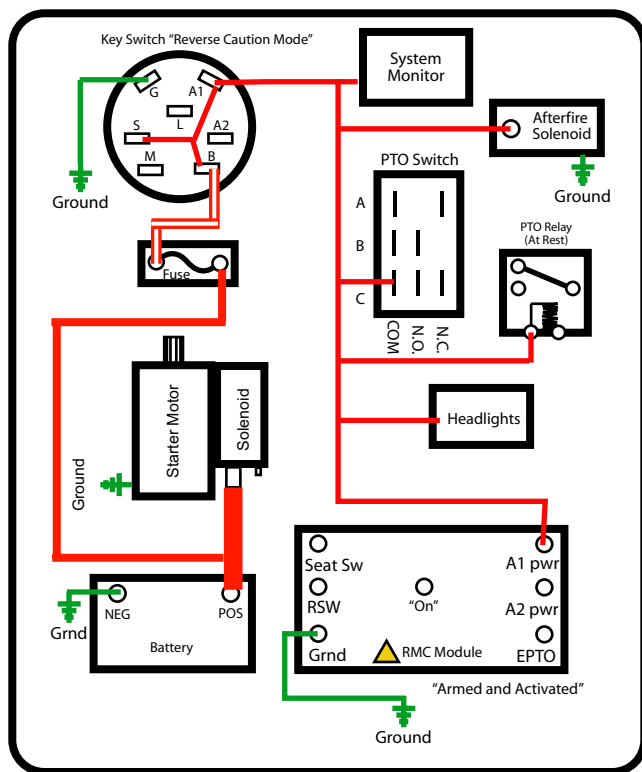 Key Switch “Reverse Caution Mode”
G
A1
L
S
A2
M
B
Ground
System
Monitor
Afterfire
Solenoid
Ground
PTO Switch
A
B
C
COM
N.O.
N.C.
PTO Relay
(At Rest)
Fuse
Starter Motor
Solenoid
Ground
Headlights
Grnd
NEG
POS
Battery
Seat Sw
A1 pwr
RSW
“On”
A2 pwr
Grnd
RMC Module
EPTO
“Armed and Activated”
Ground